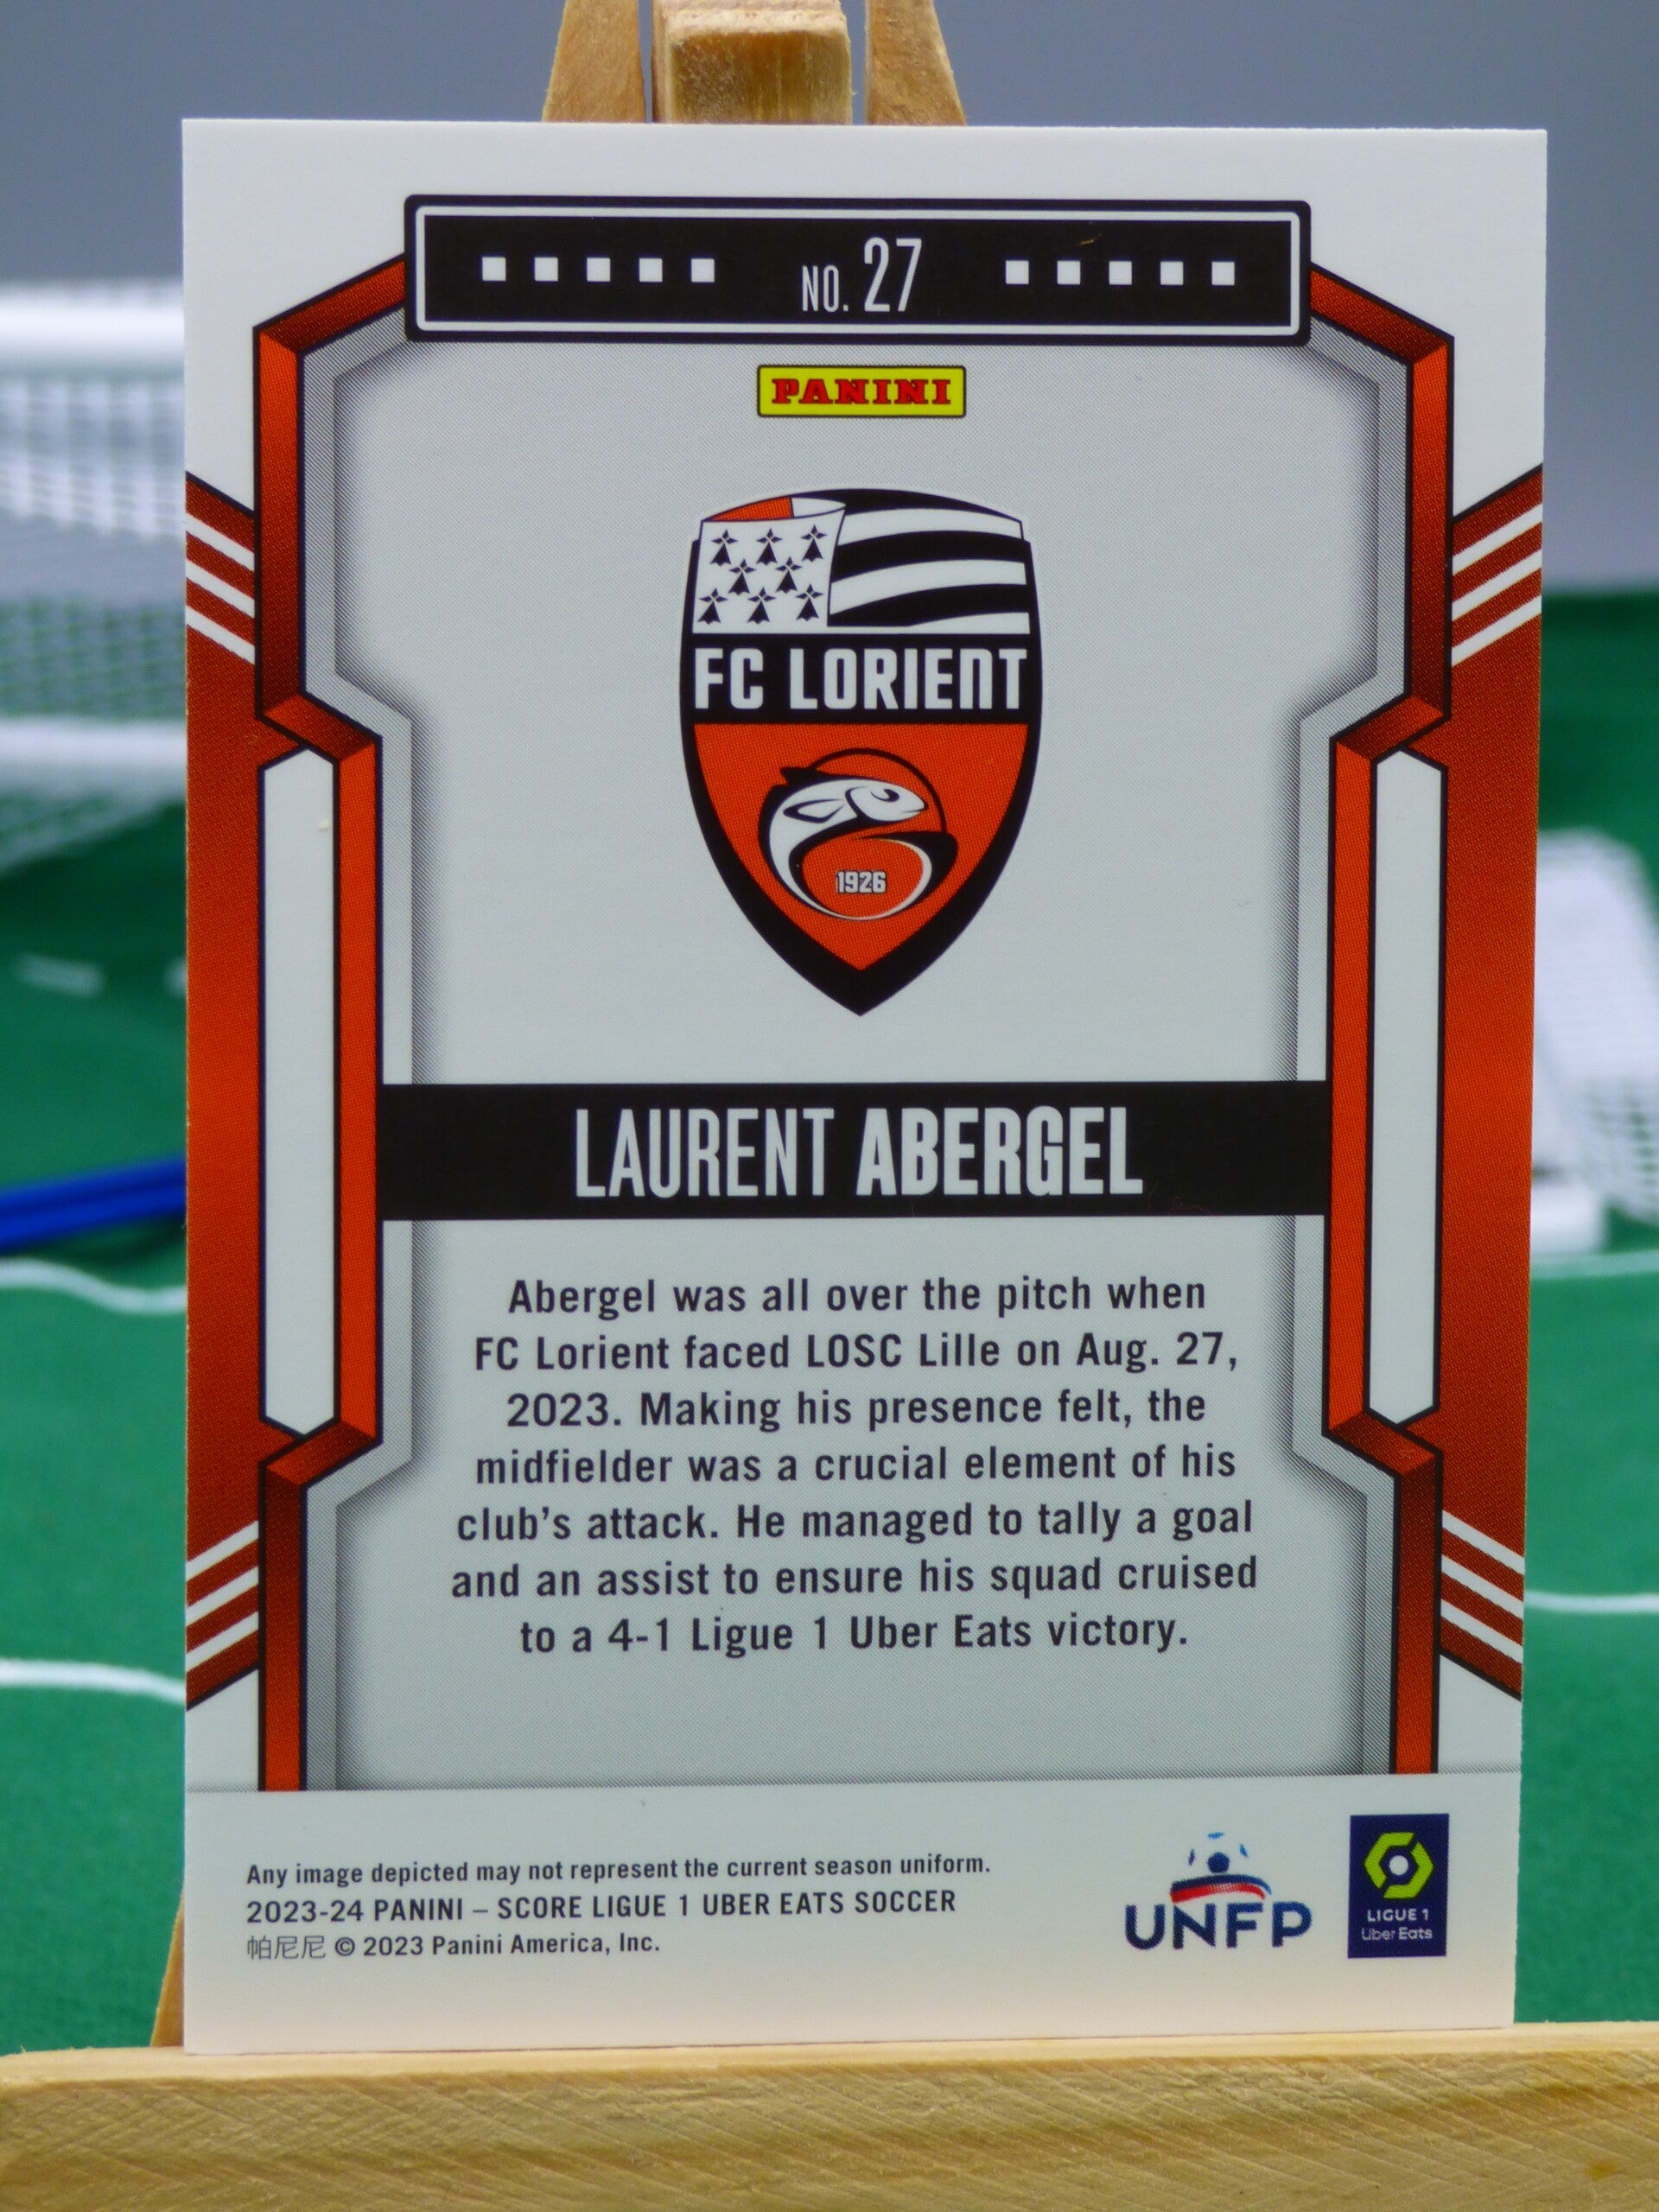 NO. 27
PANINI
FC LORIENT
1926
LAURENT ABERGEL
Abergel was all over the pitch when
FC Lorient faced LOSC Lille on Aug. 27,
2023. Making his presence felt, the
midfielder was a crucial element of his
club's attack. He managed to tally a goal
and an assist to ensure his squad cruised
to a 4-1 Ligue 1 Uber Eats victory.
Any image depicted may not represent the current season uniform.
2023-24 PANINI – SCORE LIGUE 1 UBER EATS SOCCER
帕尼尼 © 2023 Panini America, Inc.
UNFP
LIGUE 1
Uber Eats